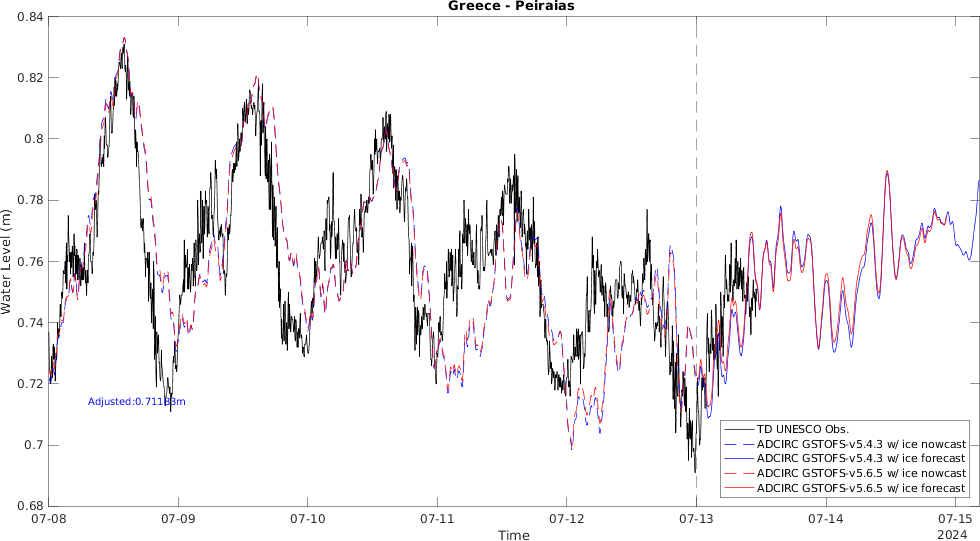 Greece - Peiraias
0.84
0.82
0.8
0.78
0.76
0.74
0.72
0.7
0.68
Water Level (m)
TD UNESCO Obs.
ADCIRC GSTOFS-v5.4.3 w/ ice nowcast
ADCIRC GSTOFS-v5.4.3 w/ ice forecast
ADCIRC GSTOFS-v5.6.5 w/ ice nowcast
ADCIRC GSTOFS-v5.6.5 w/ ice forecast
07-08 07-09 07-10 07-11 07-12 07-13 07-14 07-15
Time
2024